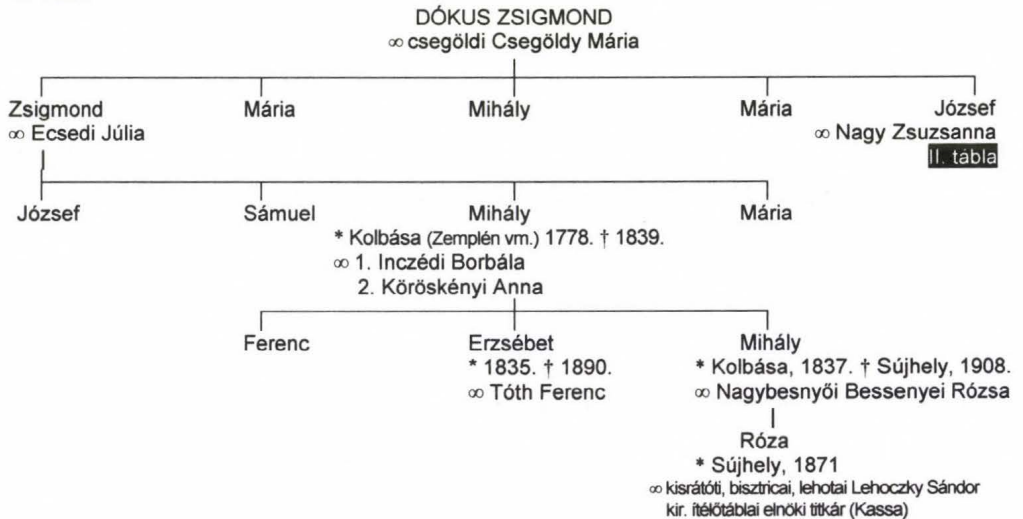 DÓKUS ZSIGMOND
∞ csegöldi Csegöldy Mária
Zsigmond
∞ Ecsedi Júlia
Mária
Mihály
Mária
József
∞ Nagy Zsuzsanna
II. tábla
József
Sámuel
Mihály
* Kolbása (Zemplén vm.) 1778. † 1839.
∞ 1. Inczédi Borbála
2. Köröskényi Anna
Mária
Ferenc
Erzsébet
* 1835. † 1890.
∞ Tóth Ferenc
Mihály
* Kolbása, 1837. † Sújhely, 1908.
∞ Nagybesnyői Bessenyei Rózsa
Róza
* Sújhely, 1871
∞ kisrátóti, bisztricai, lehotai Lehoczky Sándor
kir. ítélőtáblai elnöki titkár (Kassa)